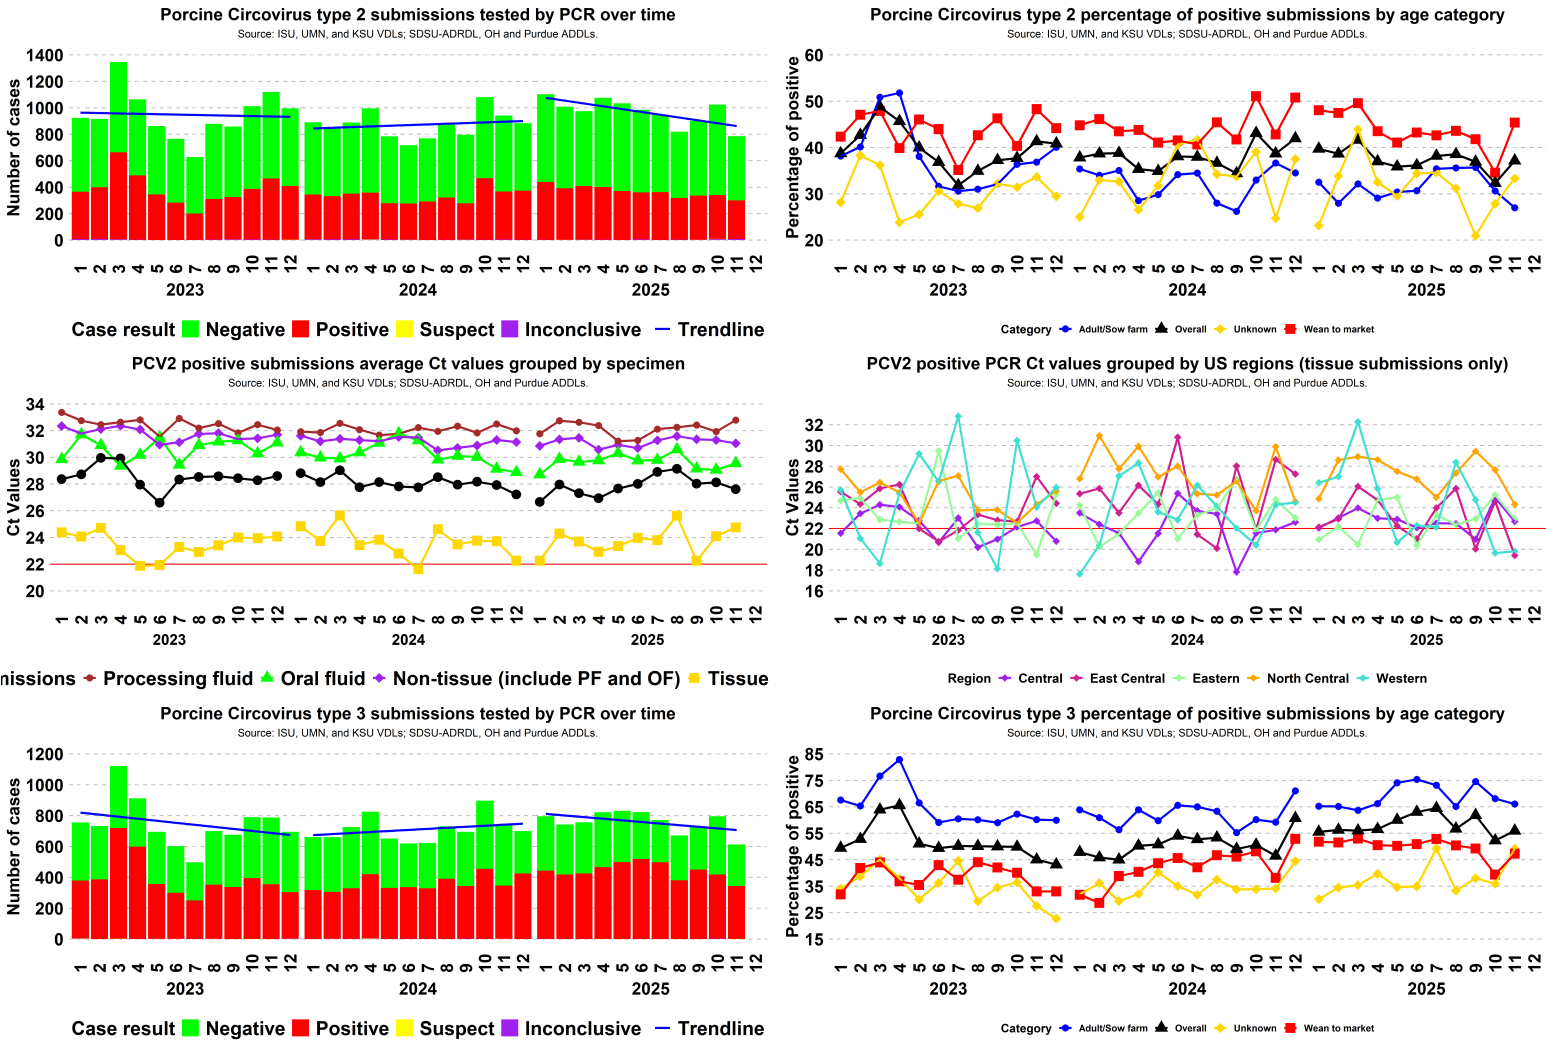 Porcine Circovirus type 2 submissions tested by PCR over time
Source: ISU, UMN, and KSU VDLs; SDSU-ADRDL, OH and Purdue ADDLs.
Number of cases
1400
1200
1000
800
600
400
200
0
1 2 3 4 5 6 7 8 9 10 11 12 1 2 3 4 5 6 7 8 9 10 11 12 1 2 3 4 5 6 7 8 9 10 11 12
2023 2024 2025
Case result Negative Positive Suspect Inconclusive Trendline
Porcine Circovirus type 2 percentage of positive submissions by age category
Source: ISU, UMN, and KSU VDLs; SDSU-ADRDL, OH and Purdue ADDLs.
Percentage of positive
60
50
40
30
20
1 2 3 4 5 6 7 8 9 10 11 12 1 2 3 4 5 6 7 8 9 10 11 12 1 2 3 4 5 6 7 8 9 10 11 12
2023 2024 2025
Category Adult/Sow farm Overall Unknown Wean to market
PCV2 positive submissions average Ct values grouped by specimen
Source: ISU, UMN, and KSU VDLs; SDSU-ADRDL, OH and Purdue ADDLs.
Ct Values
34
32
30
28
26
24
22
20
1 2 3 4 5 6 7 8 9 10 11 12 1 2 3 4 5 6 7 8 9 10 11 12 1 2 3 4 5 6 7 8 9 10 11 12
2023 2024 2025
missions Processing fluid Oral fluid Non-tissue (include PF and OF) Tissue
PCV2 positive PCR Ct values grouped by US regions (tissue submissions only)
Source: ISU, UMN, and KSU VDLs; SDSU-ADRDL, OH and Purdue ADDLs.
Ct Values
32
30
28
26
24
22
20
18
16
1 2 3 4 5 6 7 8 9 10 11 12 1 2 3 4 5 6 7 8 9 10 11 12 1 2 3 4 5 6 7 8 9 10 11 12
2023 2024 2025
Region Central East Central Eastern North Central Western
Porcine Circovirus type 3 submissions tested by PCR over time
Source: ISU, UMN, and KSU VDLs; SDSU-ADRDL, OH and Purdue ADDLs.
Number of cases
1200
1000
800
600
400
200
0
1 2 3 4 5 6 7 8 9 10 11 12 1 2 3 4 5 6 7 8 9 10 11 12 1 2 3 4 5 6 7 8 9 10 11 12
2023 2024 2025
Case result Negative Positive Suspect Inconclusive Trendline
Porcine Circovirus type 3 percentage of positive submissions by age category
Source: ISU, UMN, and KSU VDLs; SDSU-ADRDL, OH and Purdue ADDLs.
Percentage of positive
85
75
65
55
45
35
25
15
1 2 3 4 5 6 7 8 9 10 11 12 1 2 3 4 5 6 7 8 9 10 11 12 1 2 3 4 5 6 7 8 9 10 11 12
2023 2024 2025
Category Adult/Sow farm Overall Unknown Wean to market